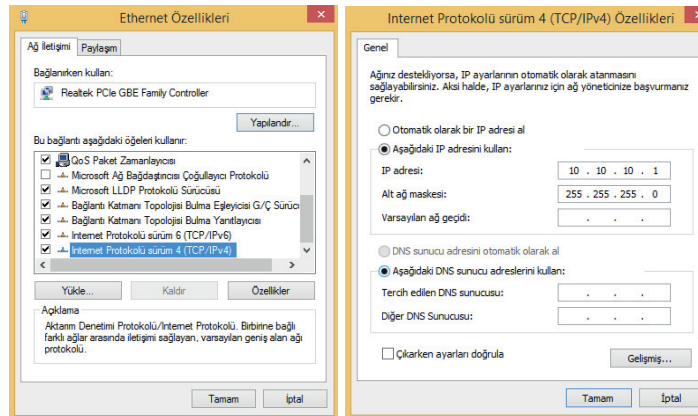 Ethernet Özellikleri
Ağ İletişimi Paylaşım
Bağlanırken kullan:
Realtek PCIe GBE Family Controller
Yapılandır...
Bu bağlantı aşağıdaki öğeleri kullanır:
QoS Paket Zamanlayıcısı
Microsoft Ağ Bağdaştırıcısı Çoğullayıcı Protokolü
Microsoft LLDP Protokolü Sürücüsü
Bağlantı Katmanı Topolojisi Bulma Eşleyicisi G/Ç Sürücü
Bağlantı Katmanı Topolojisi Bulma Yanıtlayıcısı
Internet Protokolü sürüm 6 (TCP/IPv6)
Internet Protokolü sürüm 4 (TCP/IPv4)
Yükle... Kaldır Özellikler
Açıklama
Aktarım Denetimi Protokolü/Internet Protokolü. Birbirine bağlı
farklı ağlar arasında iletişimi sağlayan, varsayılan geniş alan ağı
protokolü.
Tamam İptal
Internet Protokolü sürüm 4 (TCP/IPv4) Özellikleri
Genel
Ağınız destekliyorsa, IP ayarlarının otomatik olarak atanmasını
sağlayabilirsiniz. Aksi halde, IP ayarlarınız için ağ yöneticinize başvurmanız
gerekir.
Otomatik olarak bir IP adresi al
Aşağıdaki IP adresini kullan:
IP adresi: 10 . 10 . 10 . 1
Alt ağ maskesi: 255 . 255 . 255 . 0
Varsayılan ağ geçidi: . . .
DNS sunucu adresini otomatik olarak al
Aşağıdaki DNS sunucu adreslerini kullan:
Tercih edilen DNS sunucusu: . . .
Diğer DNS Sunucusu: . . .
Çıkarken ayarları doğrula
Gelişmiş...
Tamam İptal